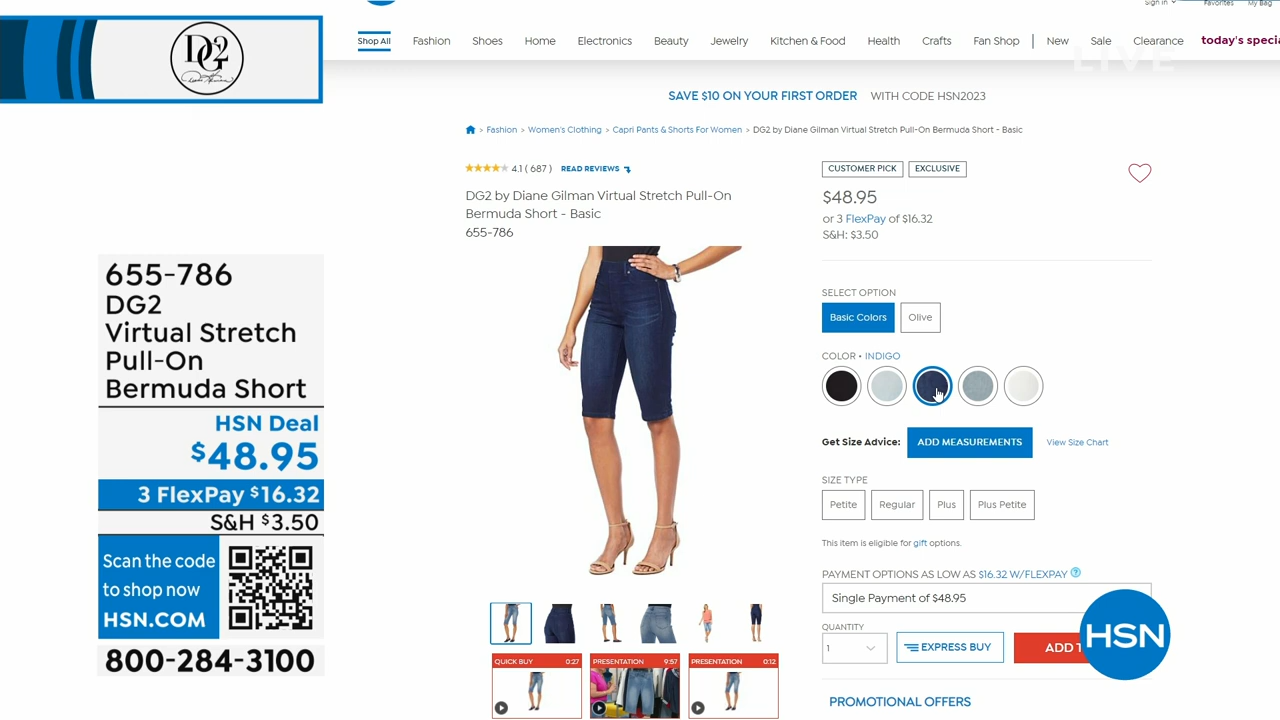 DG2
Sign in
Favorites
My Bag
Shop All
Fashion
Shoes
Home
Electronics
Beauty
Jewelry
Kitchen & Food
Health
Crafts
Fan Shop
New
Sale
Clearance
today's specia
LIVE
SAVE $10 ON YOUR FIRST ORDER WITH CODE HSN2023
> Fashion > Women's Clothing > Capri Pants & Shorts For Women > DG2 by Diane Gilman Virtual Stretch Pull-On Bermuda Short - Basic
4.1 ( 687 ) READ REVIEWS
DG2 by Diane Gilman Virtual Stretch Pull-On
Bermuda Short - Basic
655-786
CUSTOMER PICK
EXCLUSIVE
$48.95
or 3 FlexPay of $16.32
S&H: $3.50
SELECT OPTION
Basic Colors
Olive
COLOR • INDIGO
Get Size Advice:
ADD MEASUREMENTS
View Size Chart
SIZE TYPE
Petite
Regular
Plus
Plus Petite
This item is eligible for gift options.
PAYMENT OPTIONS AS LOW AS $16.32 W/FLEXPAY ?
Single Payment of $48.95
QUANTITY
1
EXPRESS BUY
ADD T
HSN
PROMOTIONAL OFFERS
QUICK BUY 0:27
PRESENTATION 9:57
PRESENTATION 0:12
655-786
DG2
Virtual Stretch
Pull-On
Bermuda Short
HSN Deal
$48.95
3 FlexPay $16.32
S&H $3.50
Scan the code
to shop now
HSN.COM
800-284-3100